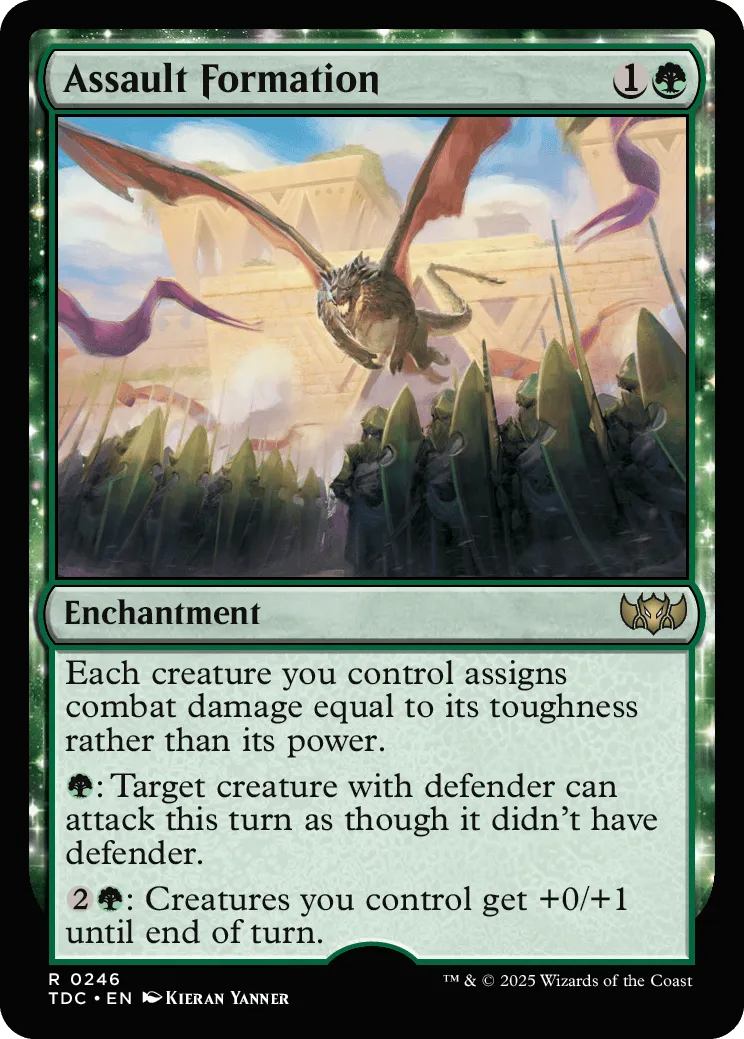 Assault Formation 1
Enchantment
Each creature you control assigns
combat damage equal to its toughness
rather than its power.
: Target creature with defender can
attack this turn as though it didn't have
defender.
2 : Creatures you control get +0/+1
until end of turn.
R 0246
TDC • EN Kieran Yanner
™ & © 2025 Wizards of the Coast